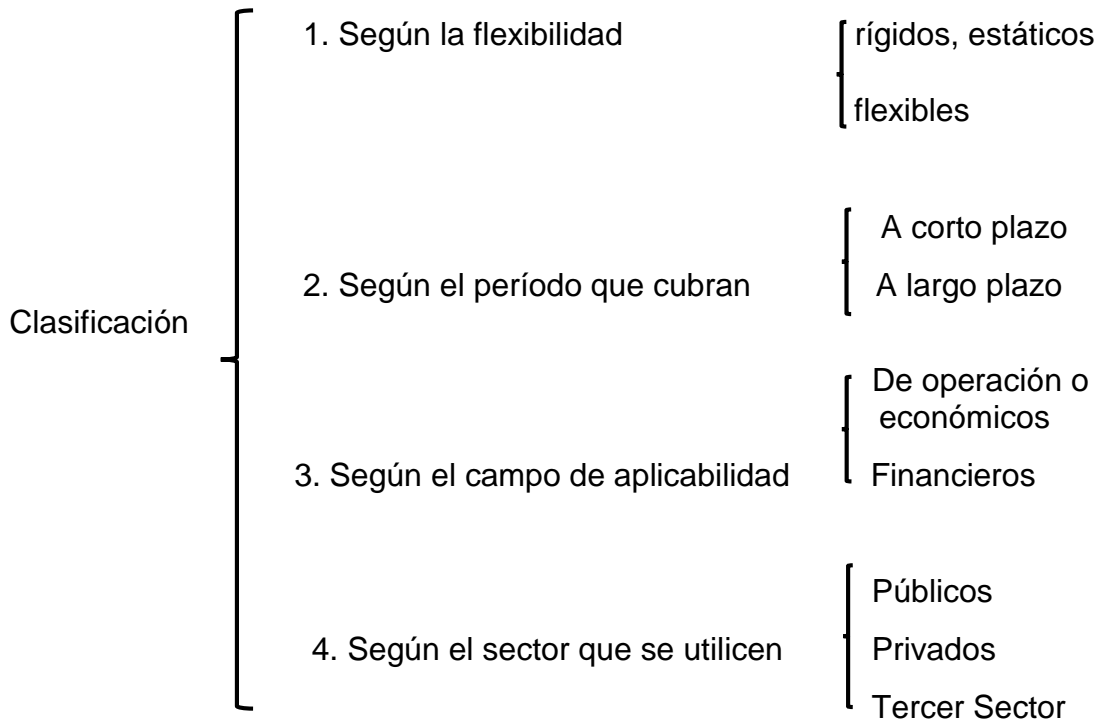 Clasificación
1. Según la flexibilidad
rígidos, estáticos
flexibles
2. Según el período que cubran
A corto plazo
A largo plazo
3. Según el campo de aplicabilidad
De operación o
económicos
Financieros
4. Según el sector que se utilicen
Públicos
Privados
Tercer Sector